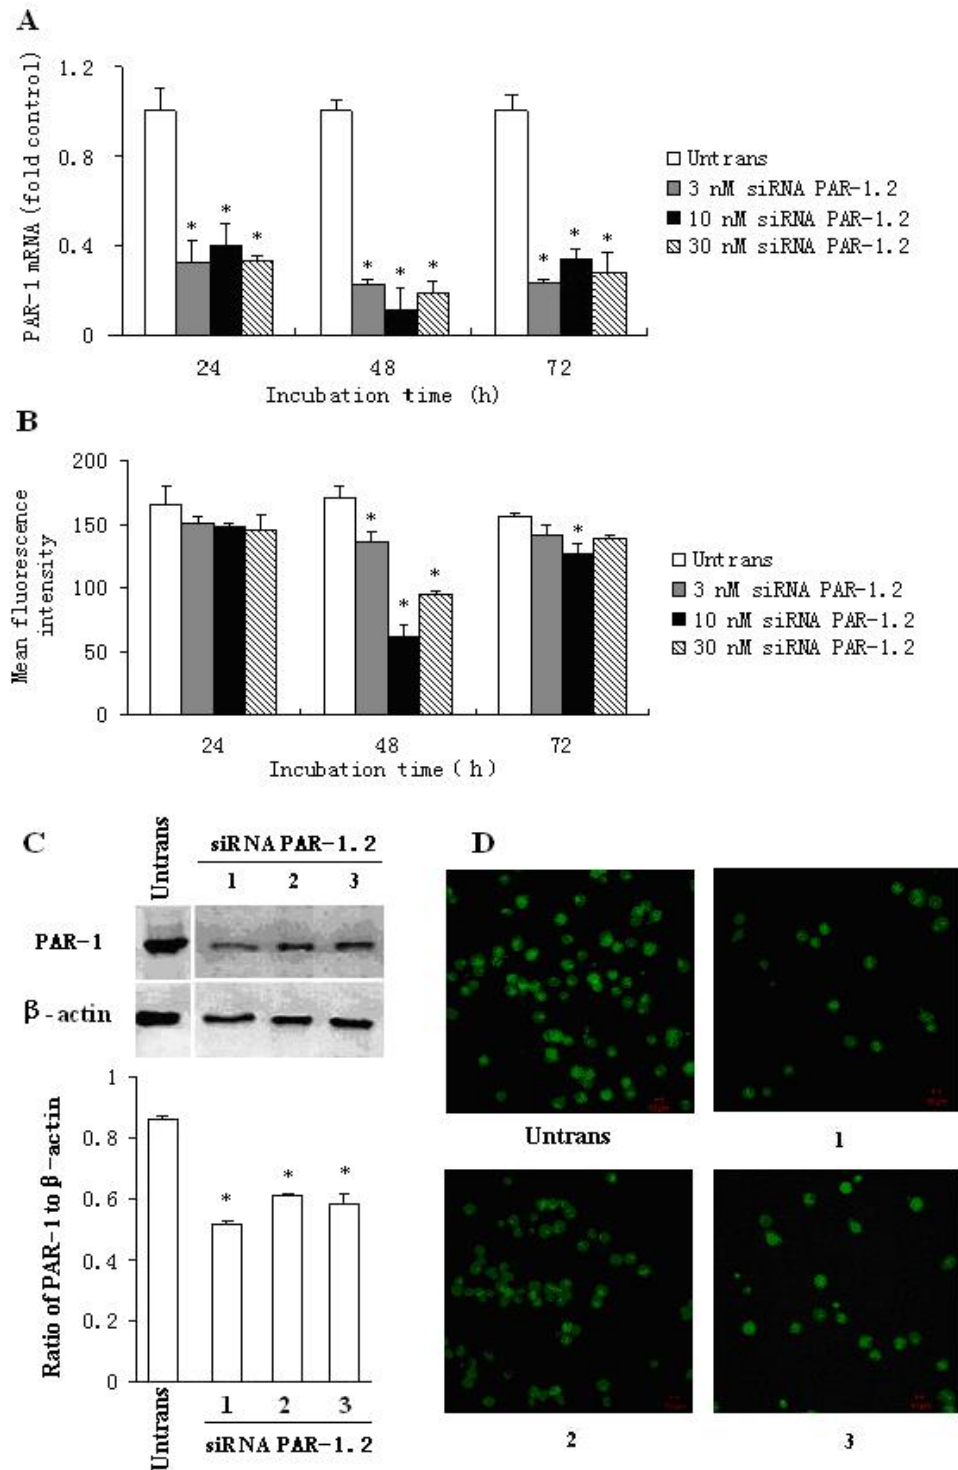 A
1.2
0.8
0.4
0
PAR-1 mRNA (fold control)
* * *
* * *
* * *
24 48 72
Incubation time (h)
Untrans
3 nM siRNA PAR-1.2
10 nM siRNA PAR-1.2
30 nM siRNA PAR-1.2
B
200
150
100
50
0
Mean fluorescence
intensity
* * *
*
24 48 72
Incubation time (h)
Untrans
3 nM siRNA PAR-1.2
10 nM siRNA PAR-1.2
30 nM siRNA PAR-1.2
C
Untrans
siRNA PAR-1.2
1 2 3
PAR-1
β-actin
1
0.8
0.6
0.4
0.2
0
Ratio of PAR-1 to β-actin
* * *
Untrans
1 2 3
siRNA PAR-1.2
D
Untrans
1
2
3